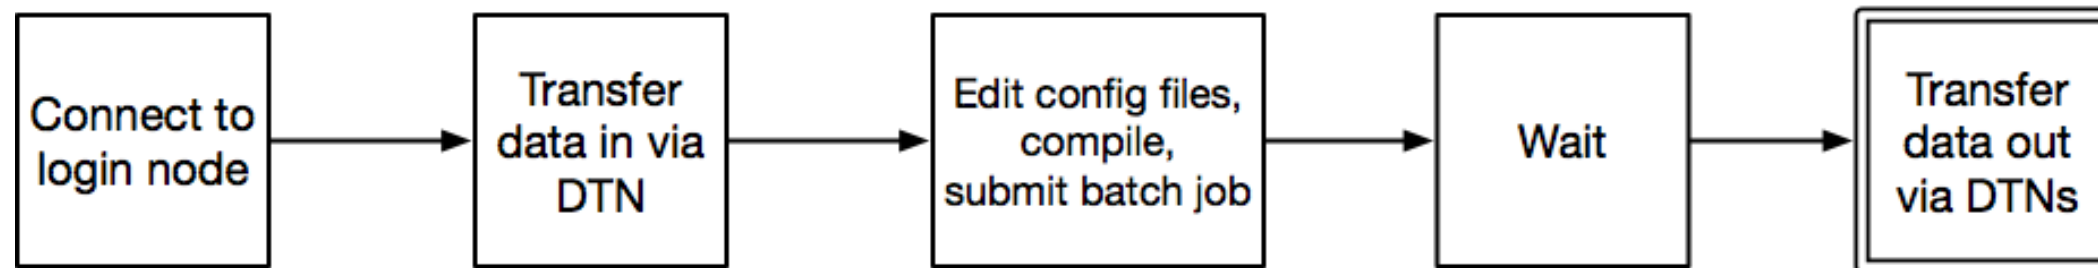 Connect to
login node
Transfer
data in via
DTN
Edit config files,
compile,
submit batch job
Wait
Transfer
data out
via DTNs